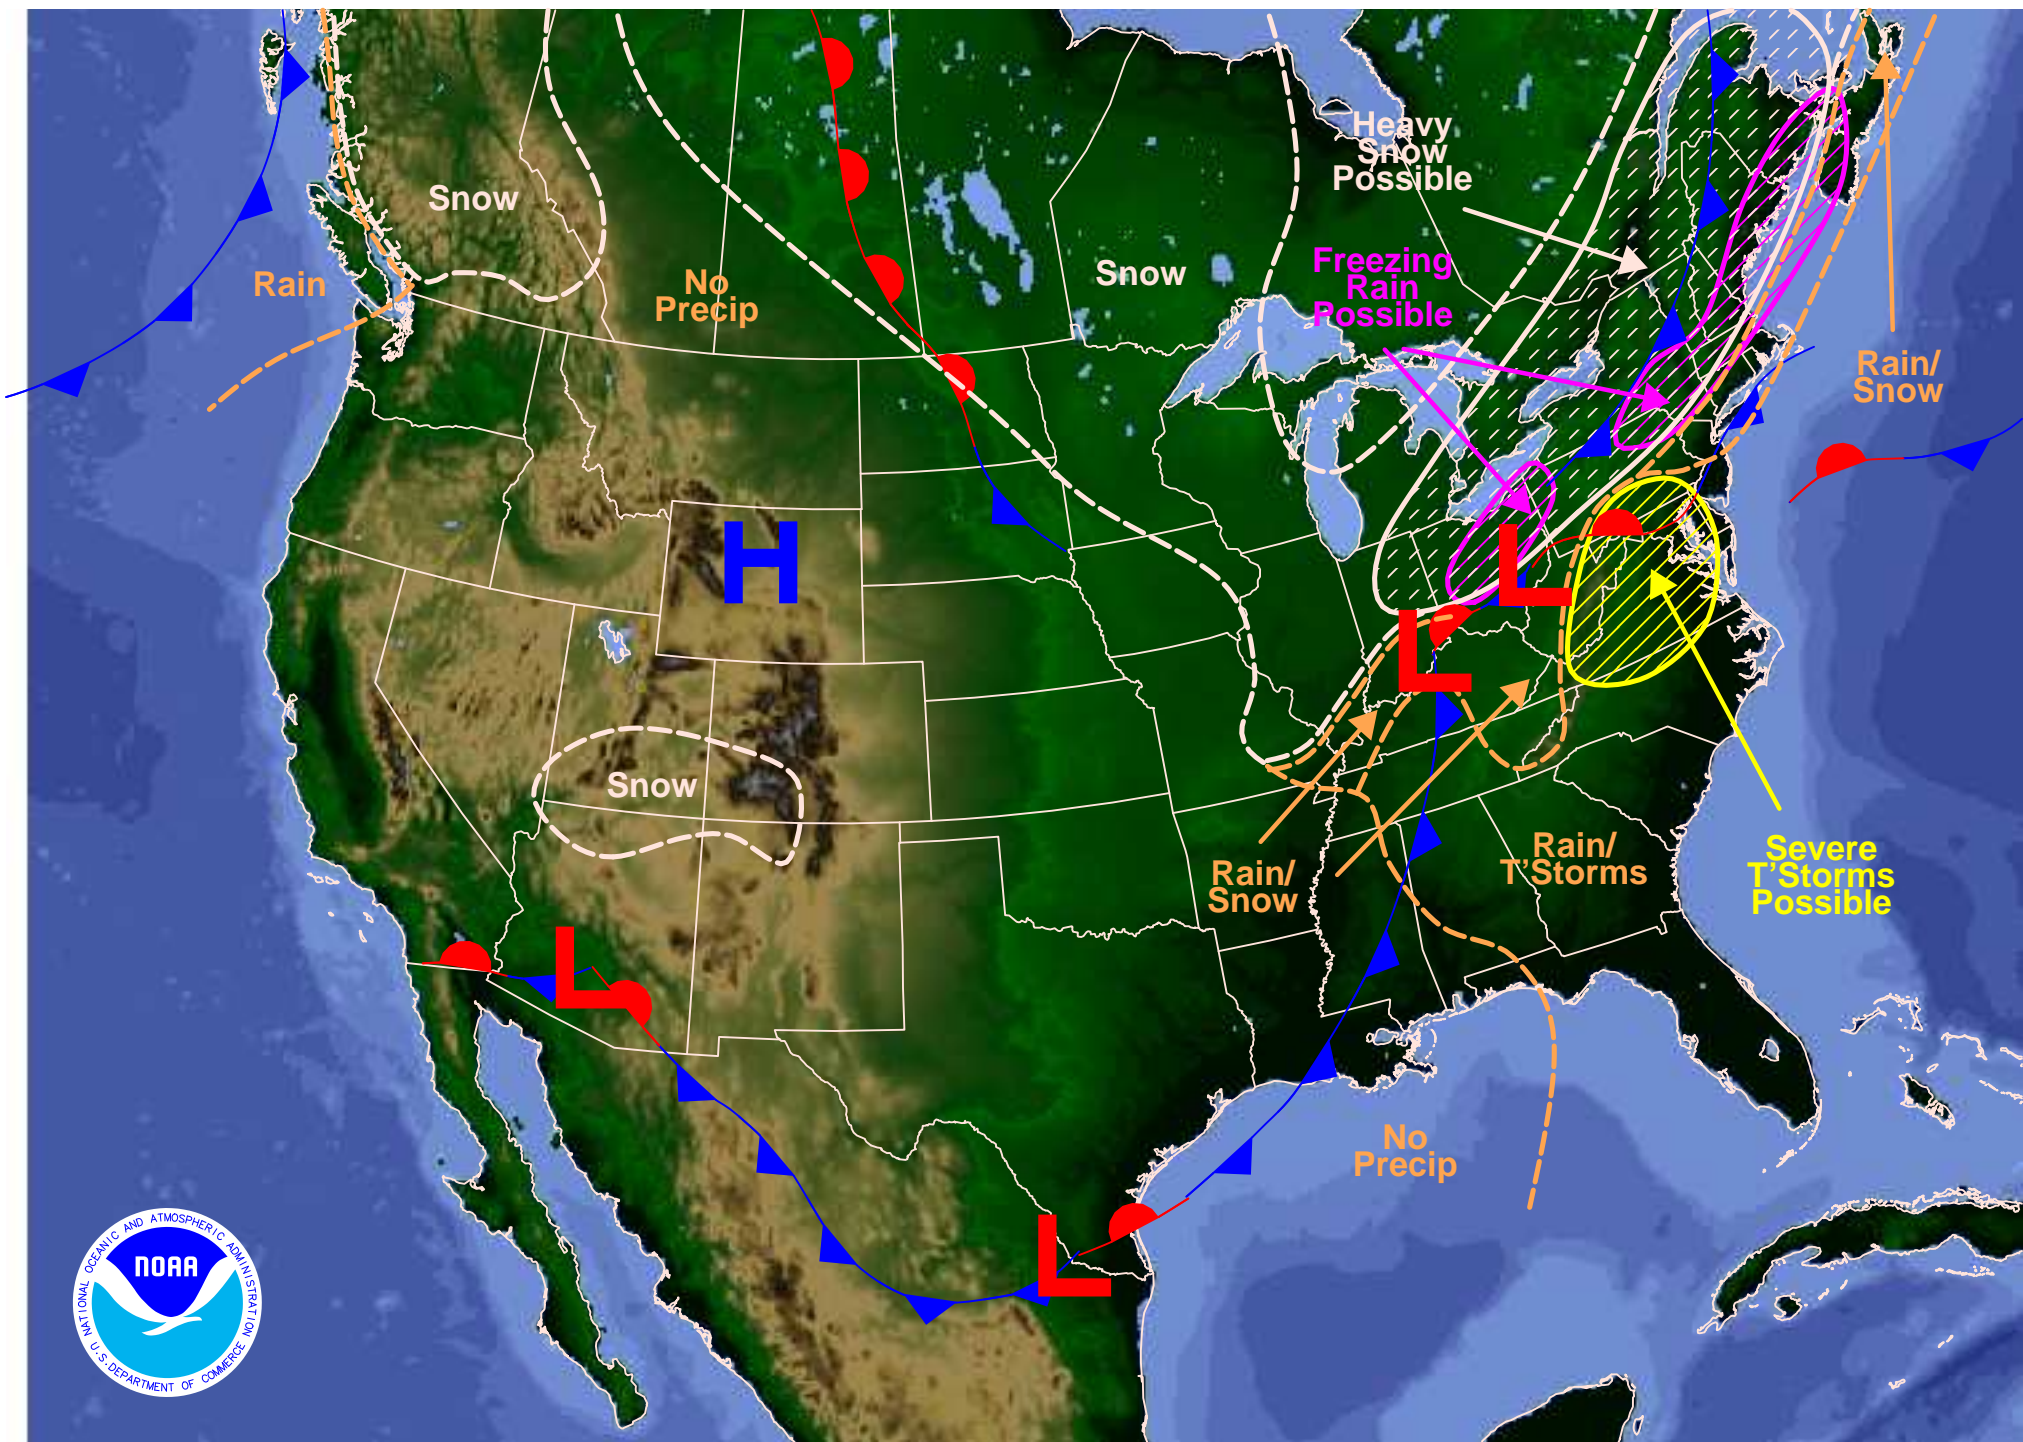 Heavy
Snow
Possible
Snow
Freezing
Rain
Possible
Rain
No
Precip
Snow
Rain/
Snow
H
L
L
Snow
Rain/
Snow
Rain/
T'Storms
Severe
T'Storms
Possible
L
No
Precip
L
NATIONAL OCEANIC AND ATMOSPHERIC ADMINISTRATION
NOAA
U.S. DEPARTMENT OF COMMERCE